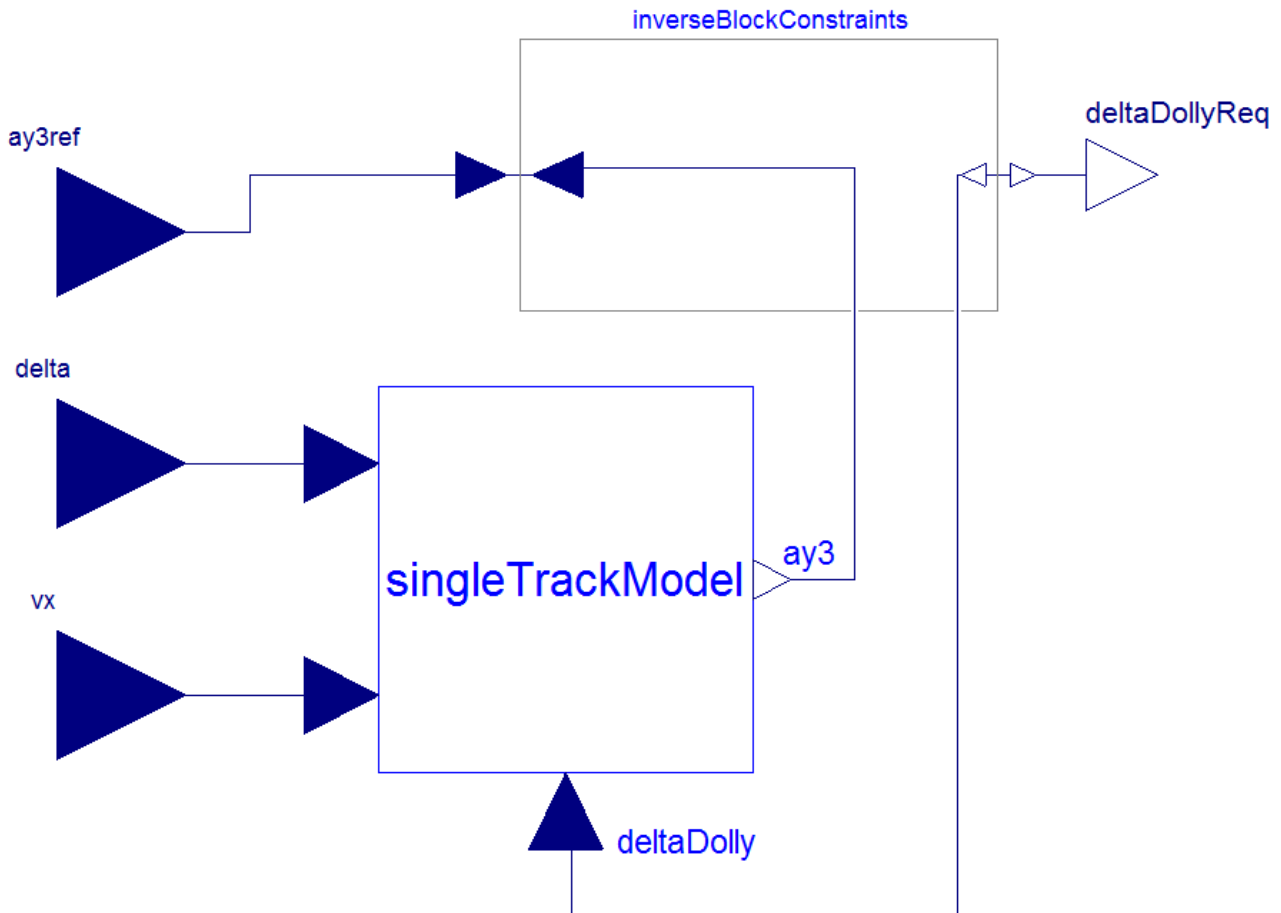 inverseBlockConstraints
deltaDollyReq
ay3ref
delta
ay3
singleTrackModel
vx
deltaDolly